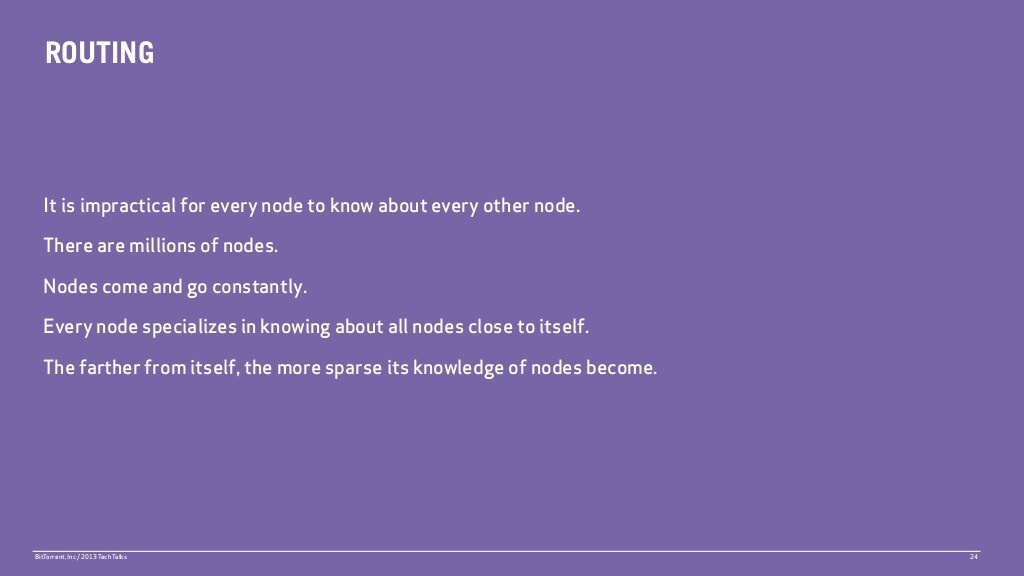 ROUTING
It is impractical for every node to know about every other node.
There are millions of nodes.
Nodes come and go constantly.
Every node specializes in knowing about all nodes close to itself.
The farther from itself, the more sparse its knowledge of nodes become.
BitTorrent, Inc / 2013 Tech Talks
24